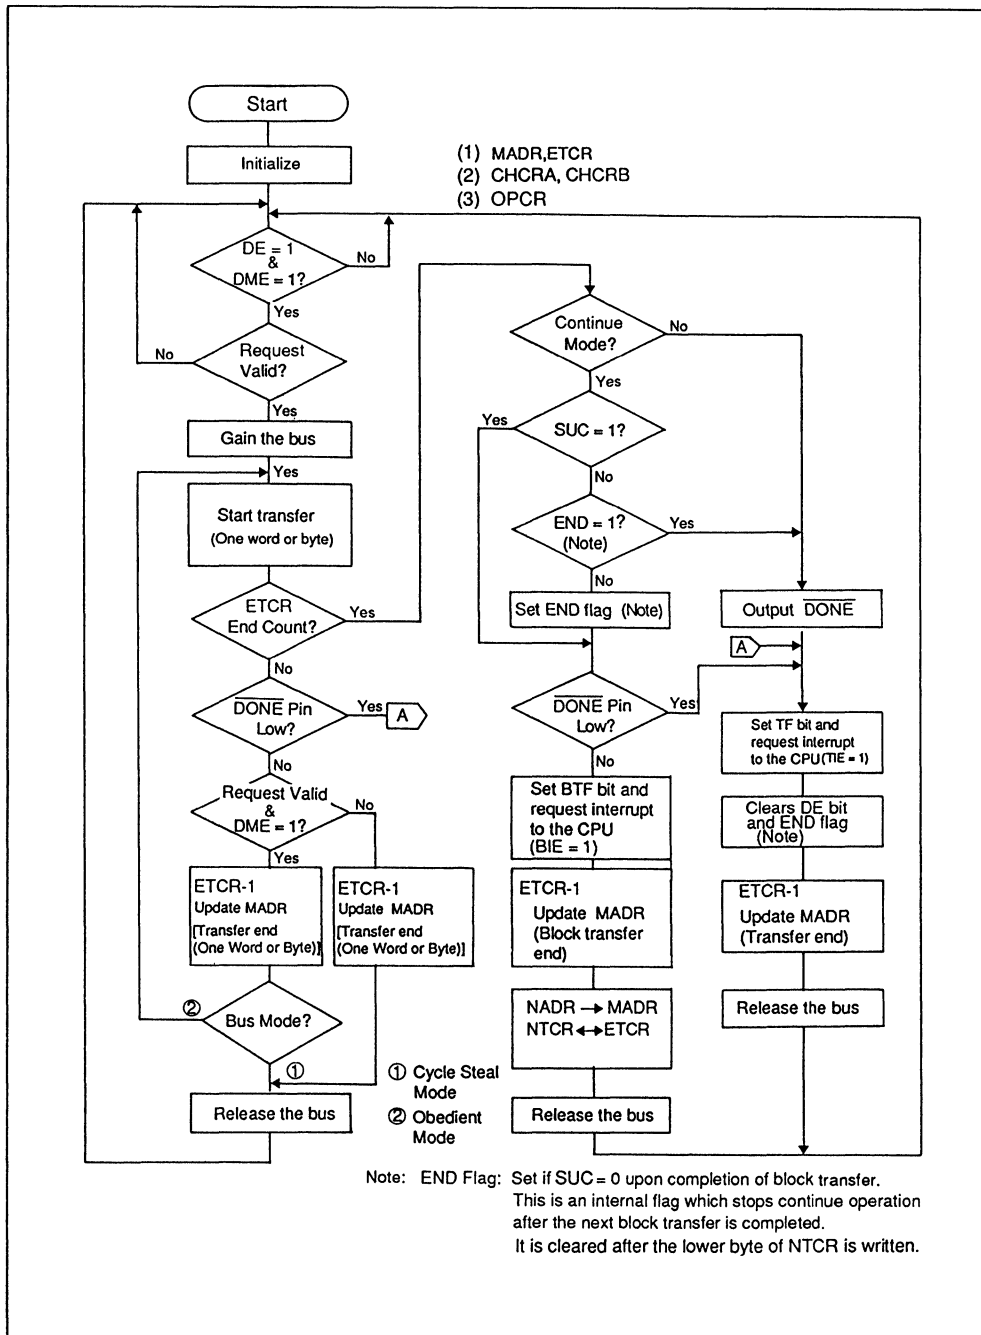 Start
Initialize
(1) MADR,ETCR
(2) CHCRA, CHCRB
(3) OPCR
DE = 1
&
DME = 1?
No
Yes
Request
Valid?
No
Yes
Gain the bus
Yes
Start transfer
(One word or byte)
ETCR
End Count?
Yes
No
DONE Pin
Low?
Yes
A
No
Request Valid
&
DME = 1?
No
Yes
ETCR-1
Update MADR
[Transfer end
(One Word or Byte)]
ETCR-1
Update MADR
[Transfer end
(One Word or Byte)]
②
Bus Mode?
①
Release the bus
① Cycle Steal
Mode
② Obedient
Mode
Continue
Mode?
No
Yes
Yes
SUC = 1?
No
END = 1?
(Note)
Yes
No
Set END flag (Note)
DONE Pin
Low?
Yes
No
Set BTF bit and
request interrupt
to the CPU
(BIE = 1)
ETCR-1
Update MADR
(Block transfer
end)
NADR → MADR
NTCR ↔ ETCR
Release the bus
Output DONE
A
Set TF bit and
request interrupt
to the CPU(TIE = 1)
Clears DE bit
and END flag
(Note)
ETCR-1
Update MADR
(Transfer end)
Release the bus
Note: END Flag: Set if SUC = 0 upon completion of block transfer.
This is an internal flag which stops continue operation
after the next block transfer is completed.
It is cleared after the lower byte of NTCR is written.